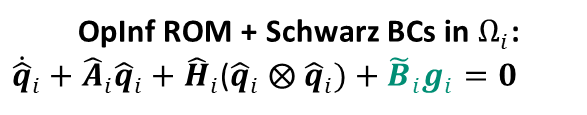 OpInf ROM + Schwarz BCs in Ωᵢ:
q̂̇ᵢ + Âᵢq̂ᵢ + Ĥᵢ(q̂ᵢ ⊗ q̂ᵢ) + B̃ᵢgᵢ = 0